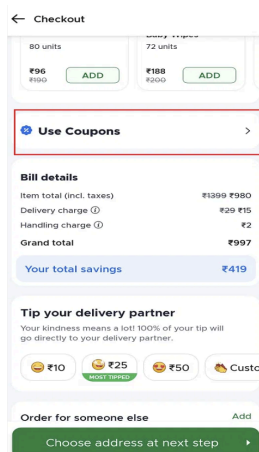 Checkout
Baby Wipes
80 units
72 units
₹96
₹190
ADD
₹188
₹200
ADD
Use Coupons
Bill details
Item total (incl. taxes) ₹1399 ₹980
Delivery charge ₹29 ₹15
Handling charge ₹2
Grand total ₹997
Your total savings ₹419
Tip your delivery partner
Your kindness means a lot! 100% of your tip will
go directly to your delivery partner.
₹10
₹25
MOST TIPPED
₹50
Custo
Order for someone else Add
Choose address at next step